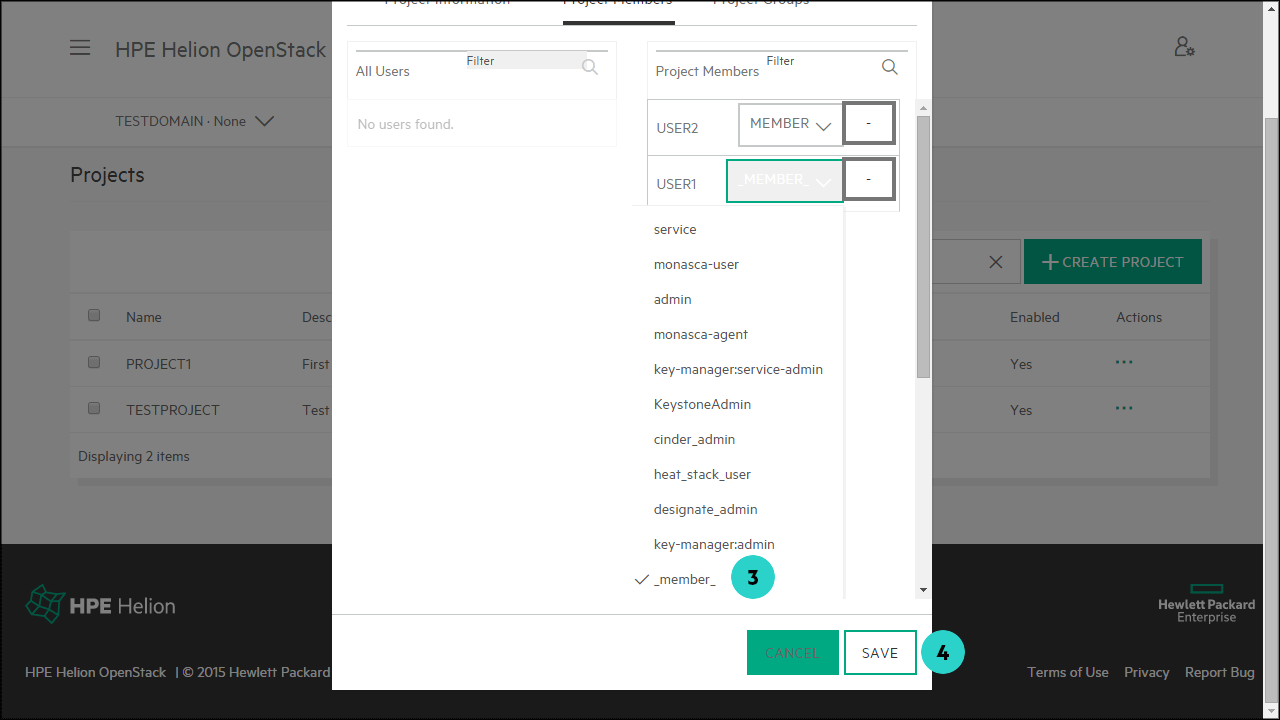 Project Information Project Members Project Groups
HPE Helion OpenStack
All Users Filter
Project Members Filter
No users found.
USER2 MEMBER -
USER1 _MEMBER_ -
service
monasca-user
admin
monasca-agent
key-manager:service-admin
KeystoneAdmin
cinder_admin
heat_stack_user
designate_admin
key-manager:admin
_member_ 3
CANCEL SAVE 4
TESTDOMAIN · None
Projects
CREATE PROJECT
Name Desc Enabled Actions
PROJECT1 First Yes ...
TESTPROJECT Test Yes ...
Displaying 2 items
HPE Helion
Hewlett Packard
Enterprise
HPE Helion OpenStack | © 2015 Hewlett Packard
Terms of Use Privacy Report Bug